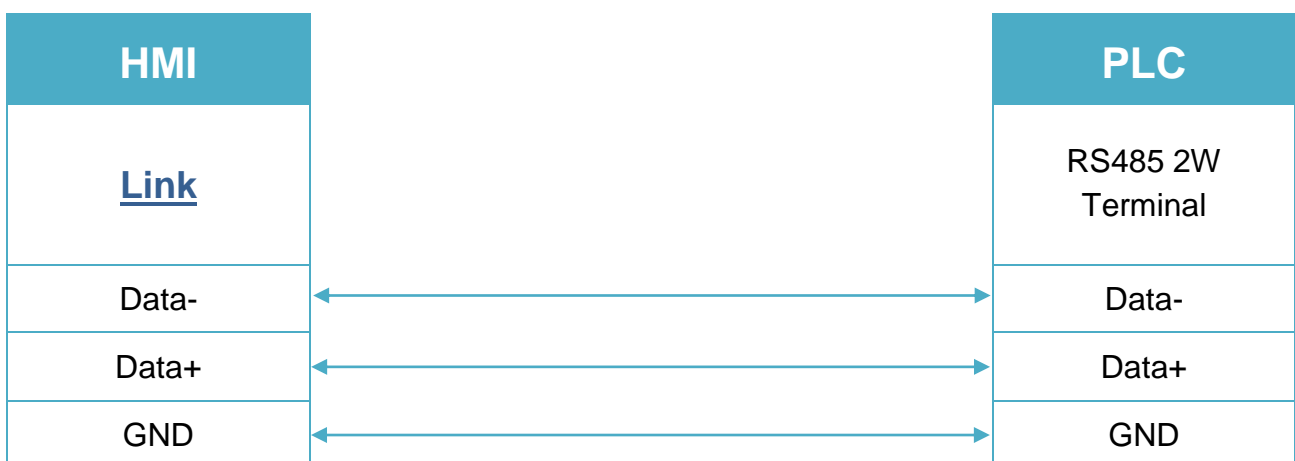 HMI
PLC
Link
RS485 2W
Terminal
Data-
Data-
Data+
Data+
GND
GND